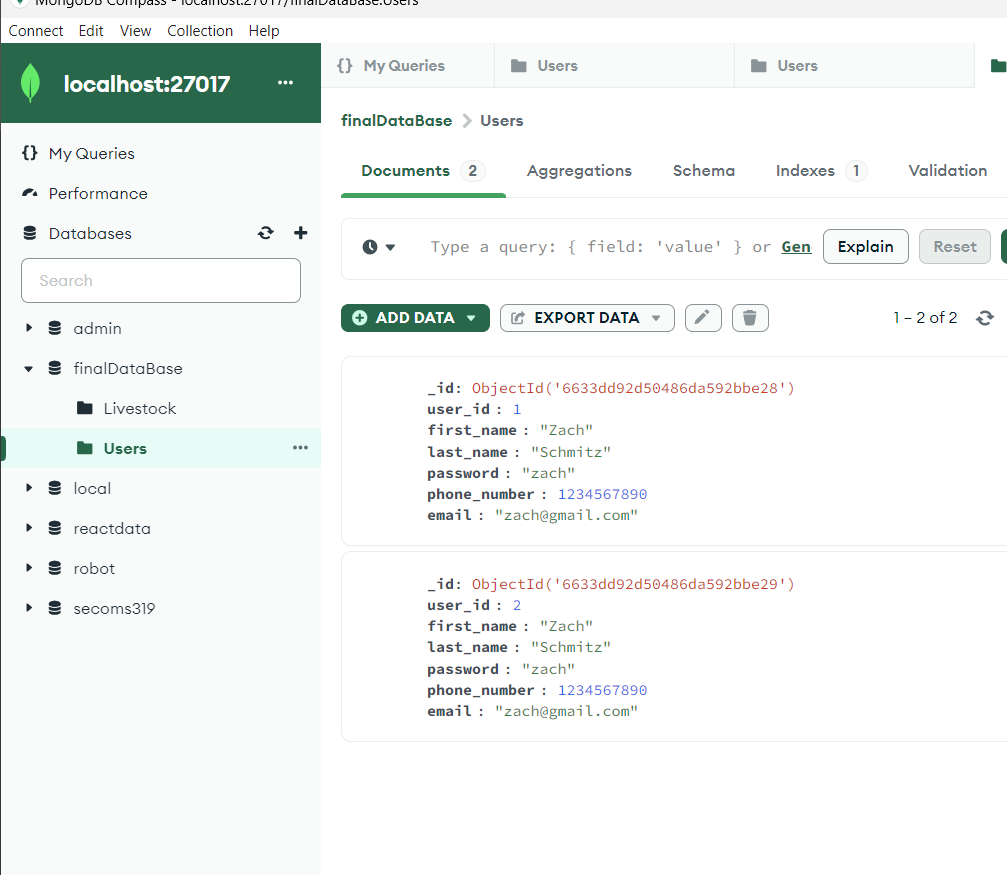 MongoDB Compass - localhost:27017/finalDataBase.Users
Connect Edit View Collection Help
localhost:27017 •••
{} My Queries
Users
Users
finalDataBase > Users
{} My Queries
Performance
Databases
Search
admin
finalDataBase
Livestock
Users •••
local
reactdata
robot
secoms319
Documents 2 Aggregations Schema Indexes 1 Validation
Type a query: { field: 'value' } or Gen Explain Reset
ADD DATA EXPORT DATA 1 – 2 of 2
_id: ObjectId('6633dd92d50486da592bbe28')
user_id : 1
first_name : "Zach"
last_name : "Schmitz"
password : "zach"
phone_number : 1234567890
email : "zach@gmail.com"
_id: ObjectId('6633dd92d50486da592bbe29')
user_id : 2
first_name : "Zach"
last_name : "Schmitz"
password : "zach"
phone_number : 1234567890
email : "zach@gmail.com"